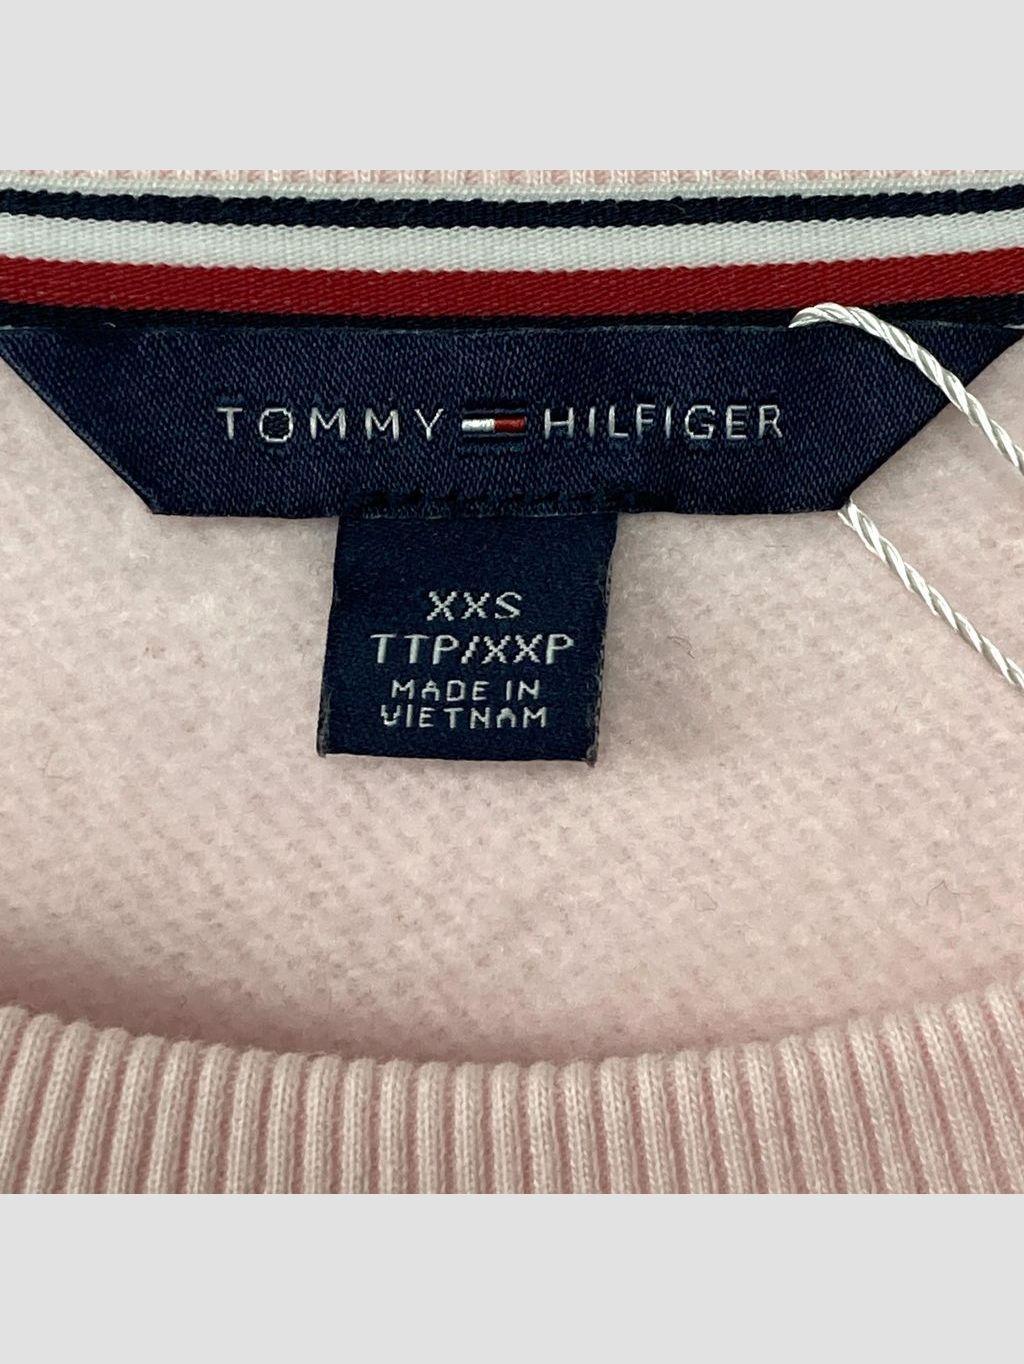 TOMMY HILFIGER
XXS
TTP/XXP
MADE IN
VIETNAM